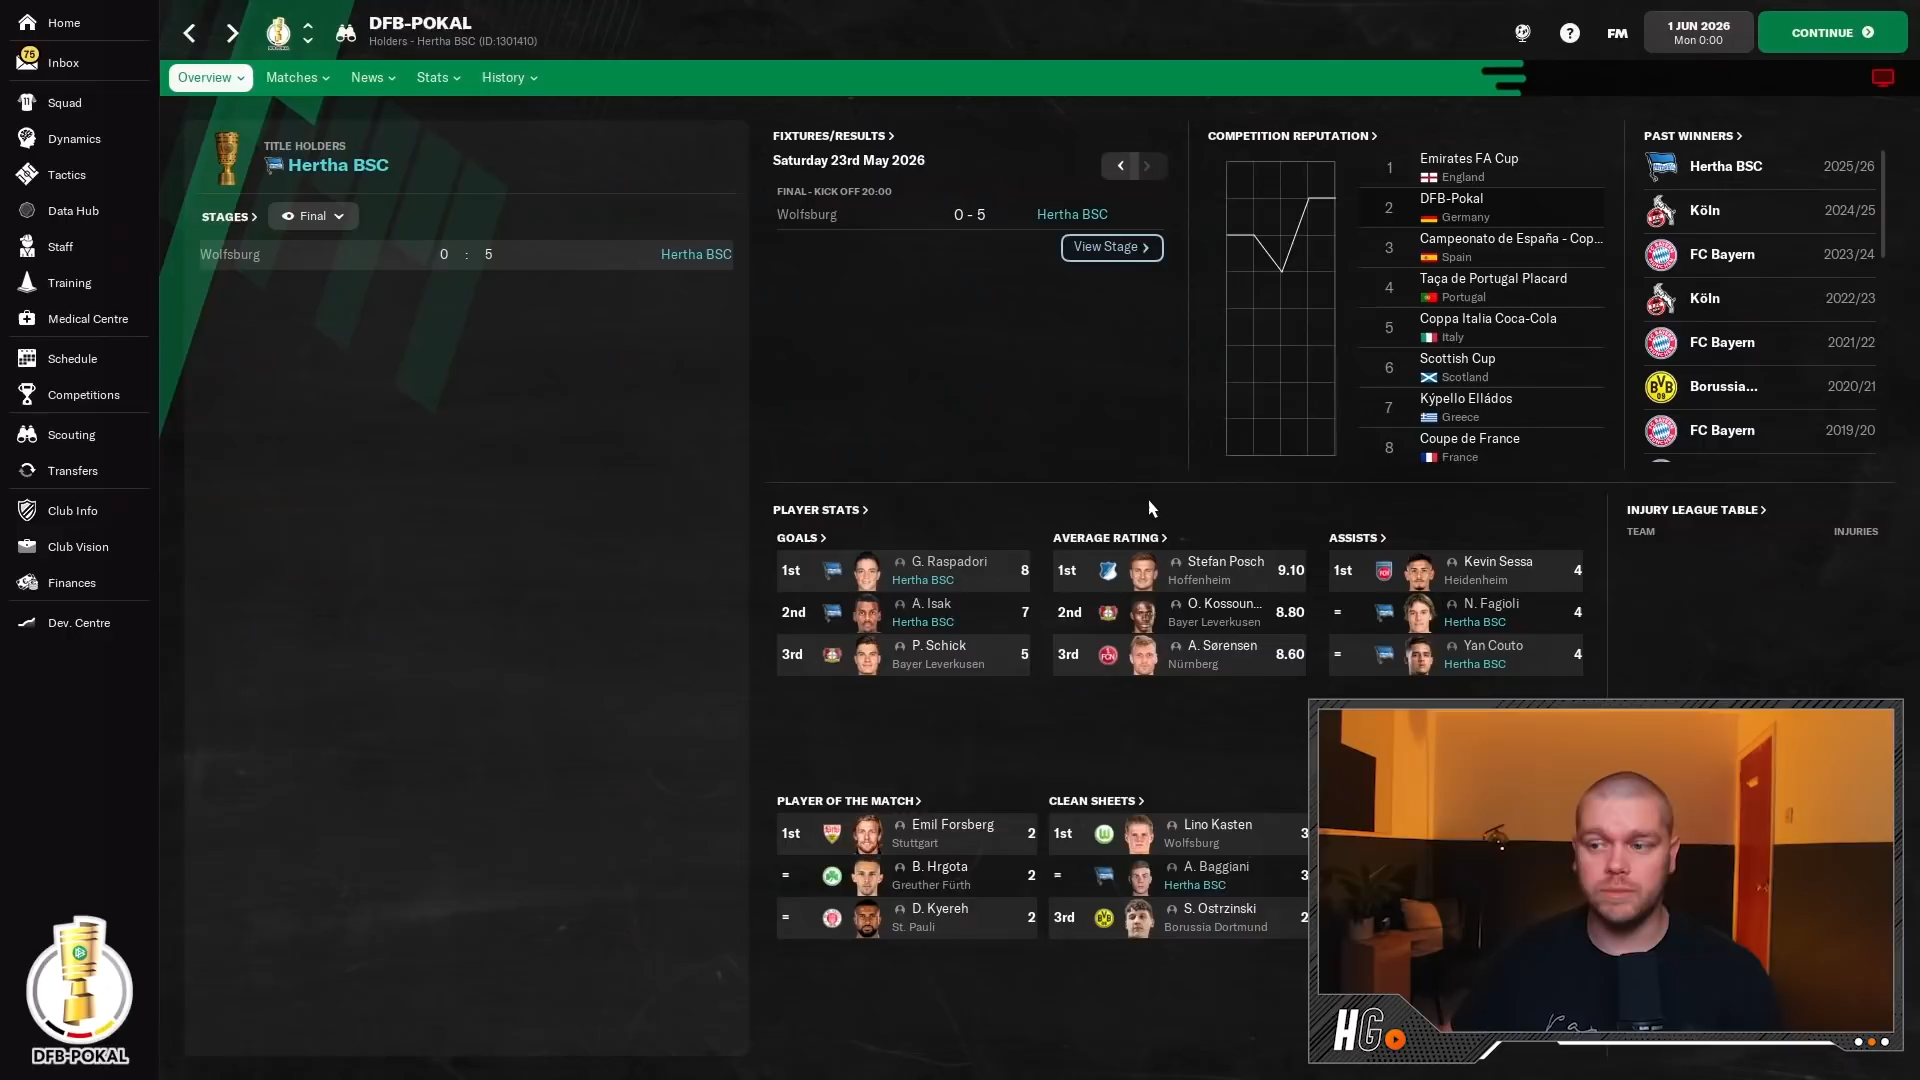 Home
75
Inbox
Squad
Dynamics
Tactics
Data Hub
Staff
Training
Medical Centre
Schedule
Competitions
Scouting
Transfers
Club Info
Club Vision
Finances
Dev. Centre
DFB-POKAL
DFB-POKAL
Holders - Hertha BSC (ID:1301410)
?
FM
1 JUN 2026
Mon 0:00
CONTINUE
Overview
Matches
News
Stats
History
TITLE HOLDERS
Hertha BSC
STAGES
Final
Wolfsburg 0 : 5 Hertha BSC
FIXTURES/RESULTS
Saturday 23rd May 2026
FINAL - KICK OFF 20:00
Wolfsburg 0 - 5 Hertha BSC
View Stage
COMPETITION REPUTATION
1 Emirates FA Cup
England
2 DFB-Pokal
Germany
3 Campeonato de España - Cop...
Spain
4 Taça de Portugal Placard
Portugal
5 Coppa Italia Coca-Cola
Italy
6 Scottish Cup
Scotland
7 Kýpello Elládos
Greece
8 Coupe de France
France
PAST WINNERS
Hertha BSC 2025/26
Köln 2024/25
FC Bayern 2023/24
Köln 2022/23
FC Bayern 2021/22
Borussia... 2020/21
FC Bayern 2019/20
PLAYER STATS
GOALS
1st G. Raspadori 8
Hertha BSC
2nd A. Isak 7
Hertha BSC
3rd P. Schick 5
Bayer Leverkusen
AVERAGE RATING
1st Stefan Posch 9.10
Hoffenheim
2nd O. Kossoun... 8.80
Bayer Leverkusen
3rd A. Sørensen 8.60
Nürnberg
ASSISTS
1st Kevin Sessa 4
Heidenheim
= N. Fagioli 4
Hertha BSC
= Yan Couto 4
Hertha BSC
INJURY LEAGUE TABLE
TEAM INJURIES
PLAYER OF THE MATCH
1st Emil Forsberg 2
Stuttgart
= B. Hrgota 2
Greuther Fürth
= D. Kyereh 2
St. Pauli
CLEAN SHEETS
1st Lino Kasten 3
Wolfsburg
= A. Baggiani 3
Hertha BSC
3rd S. Ostrzinski 2
Borussia Dortmund
HG